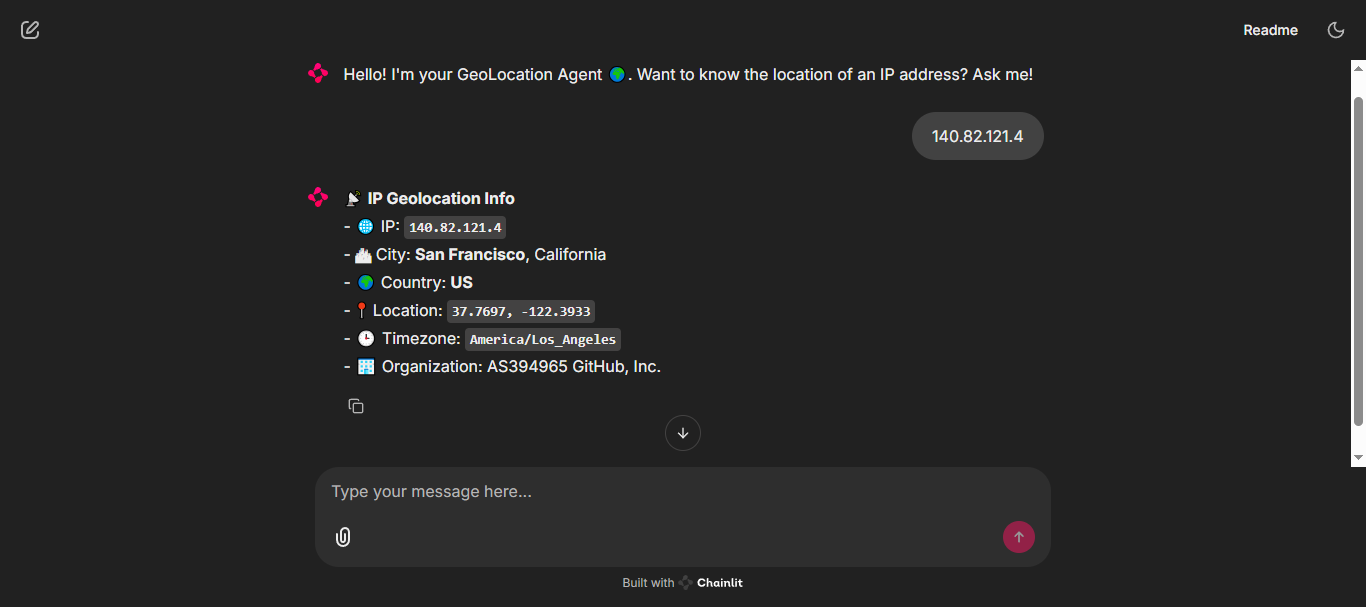 Readme
Hello! I'm your GeoLocation Agent 🌍. Want to know the location of an IP address? Ask me!
140.82.121.4
📡 IP Geolocation Info
- 🌐 IP: 140.82.121.4
- 🏙️ City: San Francisco, California
- 🌍 Country: US
- 📍 Location: 37.7697, -122.3933
- 🕒 Timezone: America/Los_Angeles
- 🏢 Organization: AS394965 GitHub, Inc.
Type your message here...
Built with Chainlit